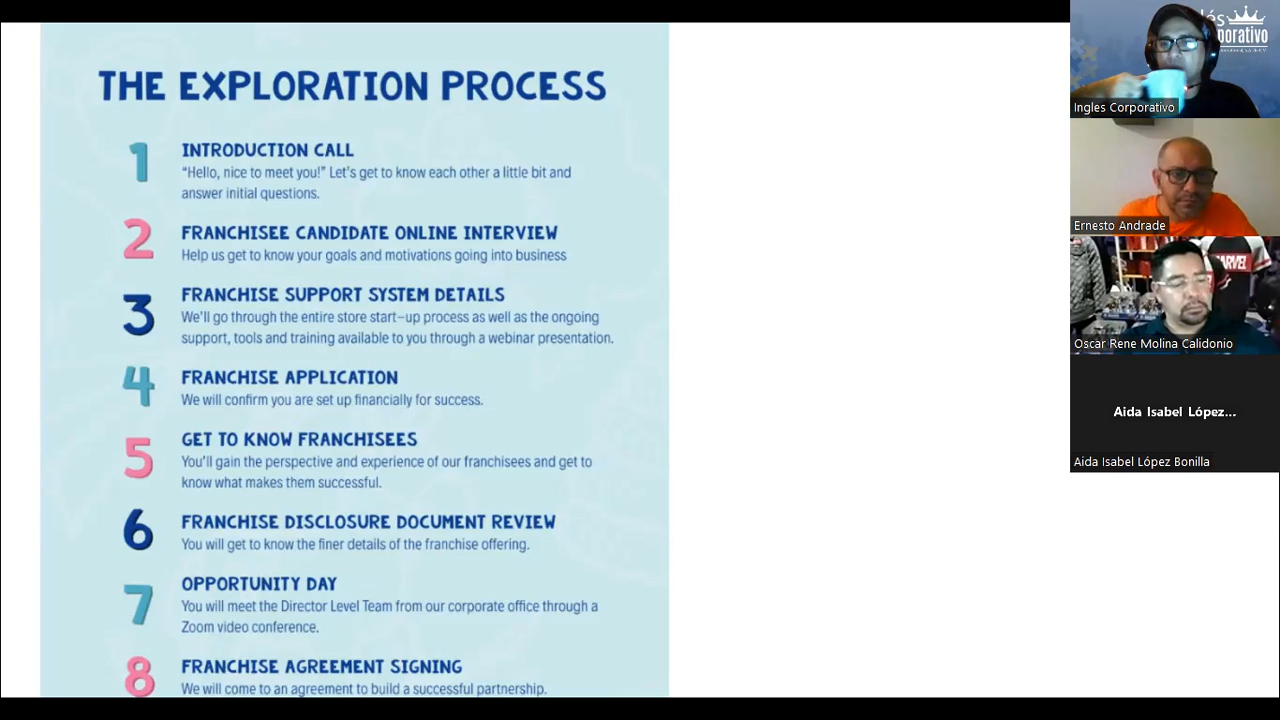 THE EXPLORATION PROCESS
1
INTRODUCTION CALL
“Hello, nice to meet you!” Let’s get to know each other a little bit and
answer initial questions.
2
FRANCHISEE CANDIDATE ONLINE INTERVIEW
Help us get to know your goals and motivations going into business
3
FRANCHISE SUPPORT SYSTEM DETAILS
We’ll go through the entire store start-up process as well as the ongoing
support, tools and training available to you through a webinar presentation.
4
FRANCHISE APPLICATION
We will confirm you are set up financially for success.
5
GET TO KNOW FRANCHISEES
You’ll gain the perspective and experience of our franchisees and get to
know what makes them successful.
6
FRANCHISE DISCLOSURE DOCUMENT REVIEW
You will get to know the finer details of the franchise offering.
7
OPPORTUNITY DAY
You will meet the Director Level Team from our corporate office through a
Zoom video conference.
8
FRANCHISE AGREEMENT SIGNING
We will come to an agreement to build a successful partnership.
Ingles Corporativo
Ernesto Andrade
MARVEL
Oscar Rene Molina Calidonio
Aida Isabel López...
Aida Isabel López Bonilla